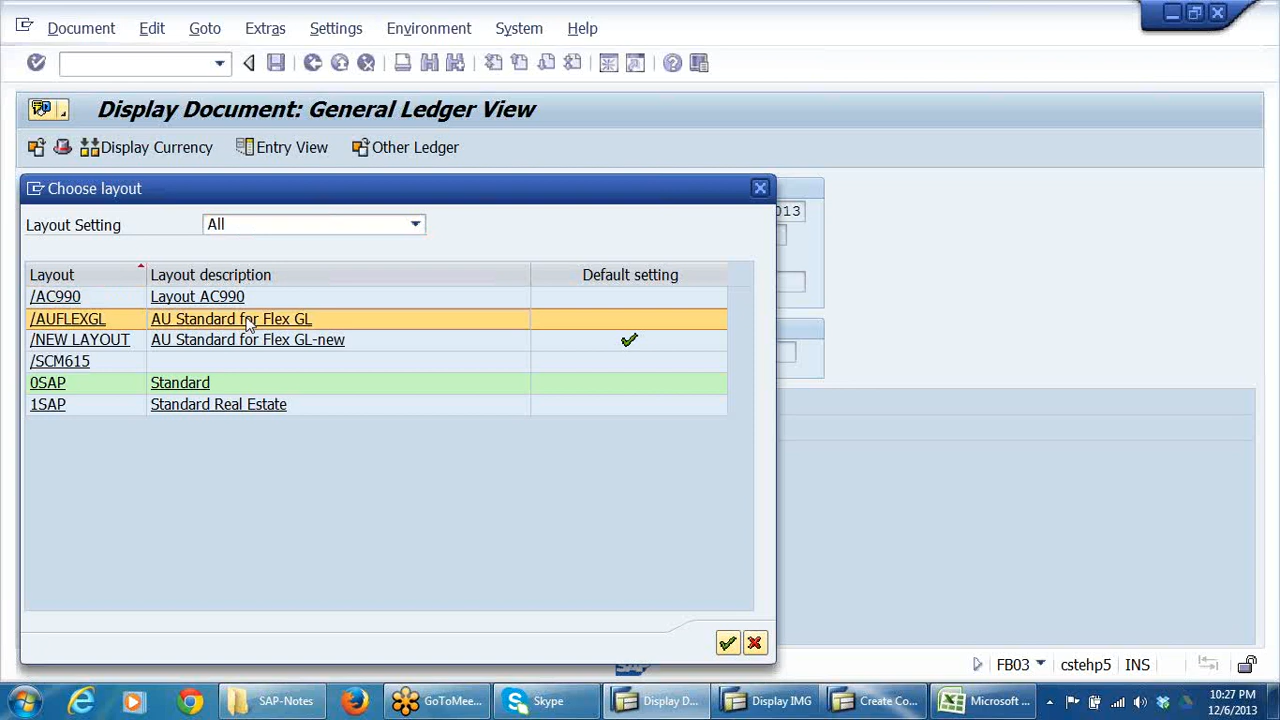 Document Edit Goto Extras Settings Environment System Help
Display Document: General Ledger View
Display Currency Entry View Other Ledger
Choose layout
013
Layout Setting All
Layout Layout description Default setting
/AC990 Layout AC990
/AUFLEXGL AU Standard for Flex GL
/NEW LAYOUT AU Standard for Flex GL-new
/SCM615
0SAP Standard
1SAP Standard Real Estate
SAP
FB03 cstehp5 INS
SAP-Notes GoToMee... Skype Display D... Display IMG Create Co... Microsoft ... 10:27 PM
12/6/2013